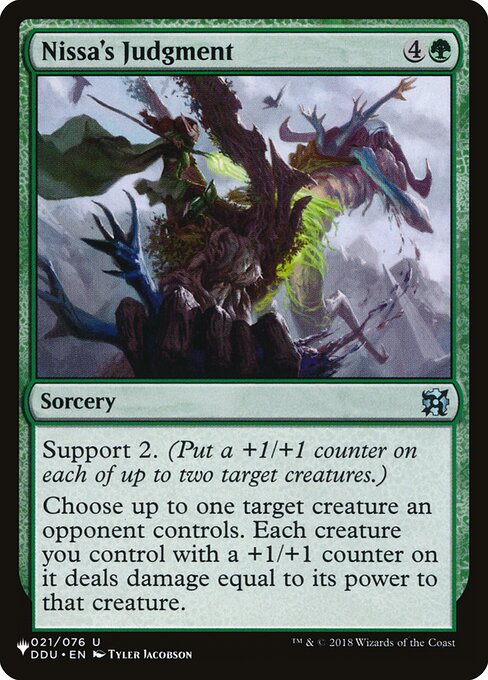 Nissa's Judgment 4
Sorcery
Support 2. (Put a +1/+1 counter on
each of up to two target creatures.)
Choose up to one target creature an
opponent controls. Each creature
you control with a +1/+1 counter on
it deals damage equal to its power to
that creature.
021/076 U
DDU • EN Tyler Jacobson
™ & © 2018 Wizards of the Coast